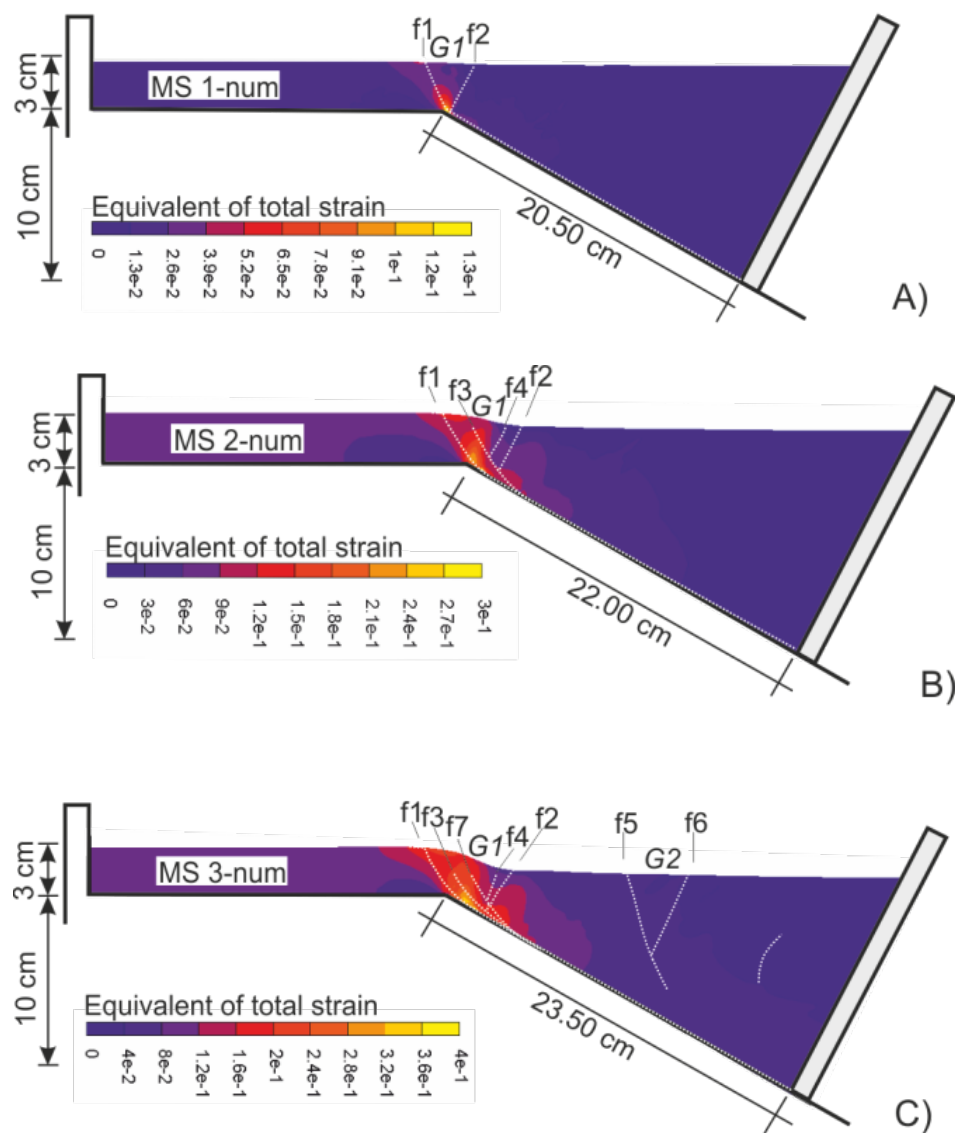 f1 G1 f2
3 cm
MS 1-num
10 cm
Equivalent of total strain
0 1.3e-2 2.6e-2 3.9e-2 5.2e-2 6.5e-2 7.8e-2 9.1e-2 1e-1 1.2e-1 1.3e-1
20.50 cm
A)
f1 f3 G1 f4 f2
3 cm
MS 2-num
10 cm
Equivalent of total strain
0 3e-2 6e-2 9e-2 1.2e-1 1.5e-1 1.8e-1 2.1e-1 2.4e-1 2.7e-1 3e-1
22.00 cm
B)
f1 f3 f7 G1 f4 f2 f5 G2 f6
3 cm
MS 3-num
10 cm
Equivalent of total strain
0 4e-2 8e-2 1.2e-1 1.6e-1 2e-1 2.4e-1 2.8e-1 3.2e-1 3.6e-1 4e-1
23.50 cm
C)